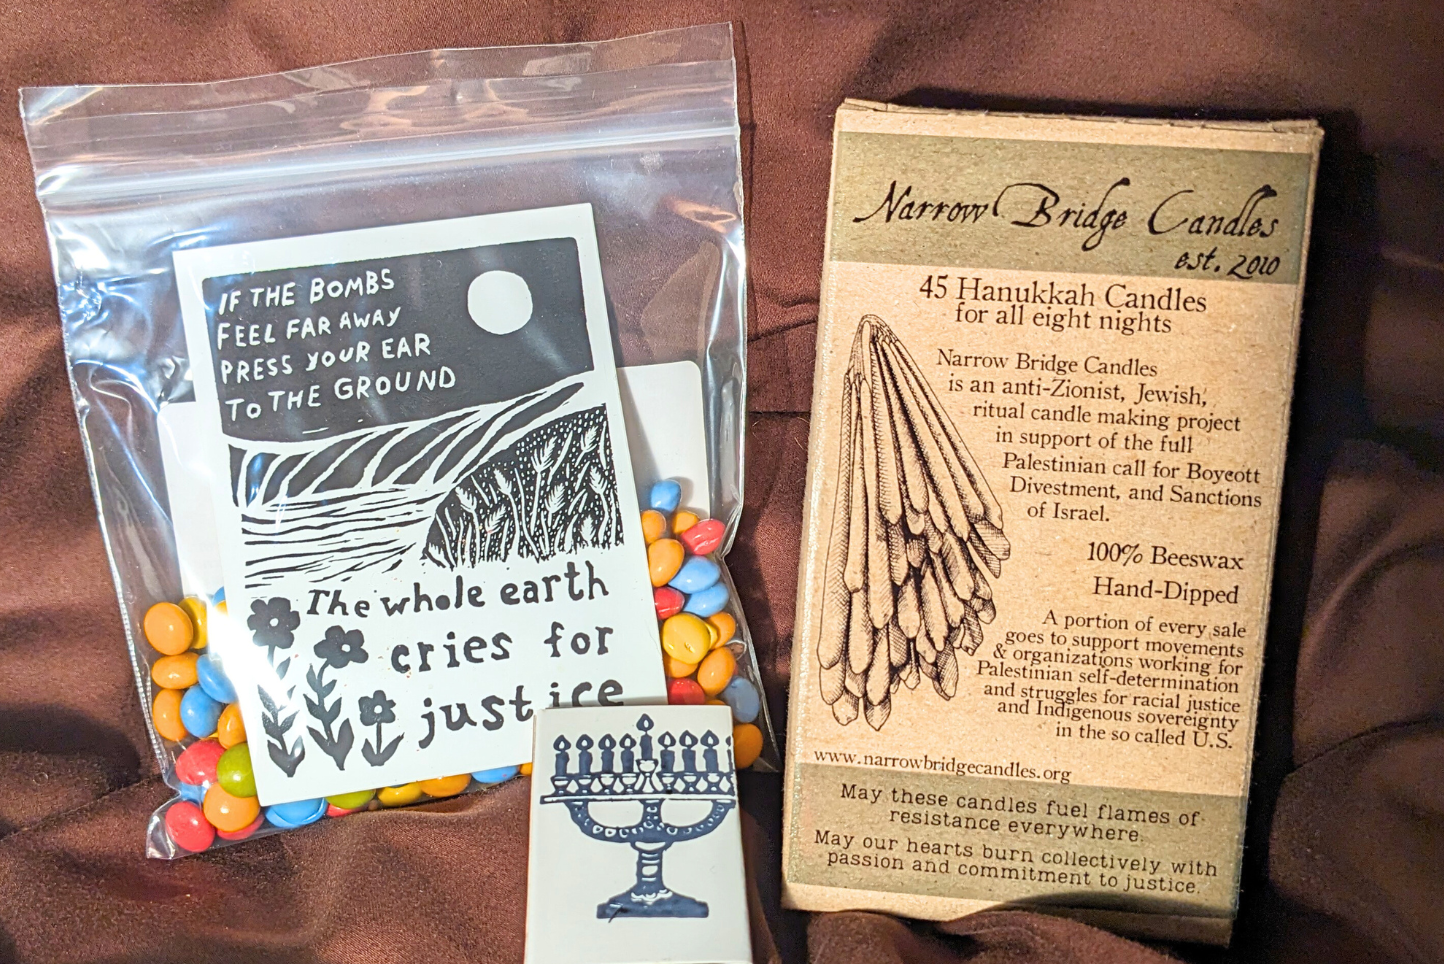 IF THE BOMBS
FEEL FAR AWAY
PRESS YOUR EAR
TO THE GROUND
The whole earth
cries for
justice
Narrow Bridge Candles
est. 2010
45 Hanukkah Candles
for all eight nights
Narrow Bridge Candles
is an anti-Zionist, Jewish,
ritual candle making project
in support of the full
Palestinian call for Boycott
Divestment, and Sanctions
of Israel.
100% Beeswax
Hand-Dipped
A portion of every sale
goes to support movements
& organizations working for
Palestinian self-determination
and struggles for racial justice
and Indigenous sovereignty
in the so called U.S.
www.narrowbridgecandles.org
May these candles fuel flames of
resistance everywhere.
May our hearts burn collectively with
passion and commitment to justice.